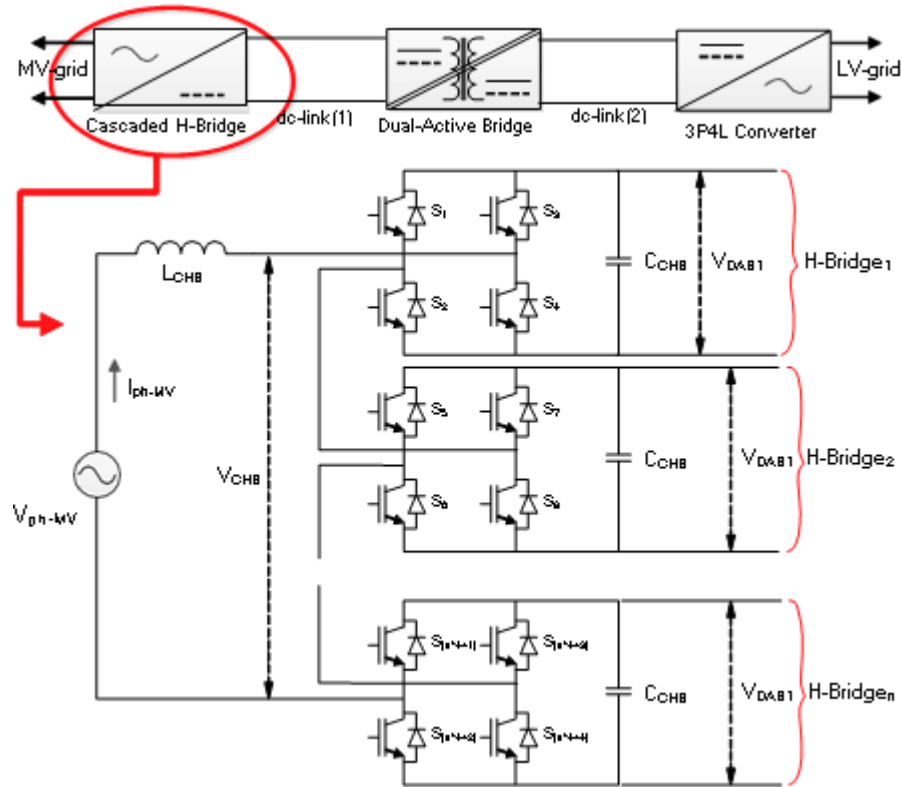 MV-grid
LV-grid
Cascaded H-Bridge
dc-link(1)
Dual-Active Bridge
dc-link(2)
3P4L Converter
S1
S3
LCHB
CCHB
VDAB1
H-Bridge1
S2
S4
Iph-MV
S5
S7
VCHB
CCHB
VDAB1
H-Bridge2
Vph-MV
S6
S8
CCHB
VDAB1
H-Bridgen